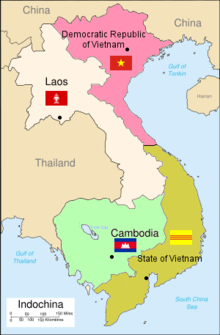 China
China
Democratic Republic
of Vietnam
Laos
Gulf of
Tonkin
Hainan
Thailand
Cambodia
State of Vietnam
Gulf of
Thailand
South China
Sea
Indochina